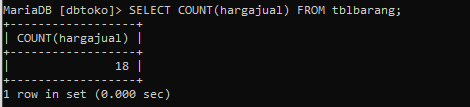 MariaDB [dbtoko]> SELECT COUNT(hargajual) FROM tblbarang;
+------------------+
| COUNT(hargajual) |
+------------------+
|               18 |
+------------------+
1 row in set (0.000 sec)